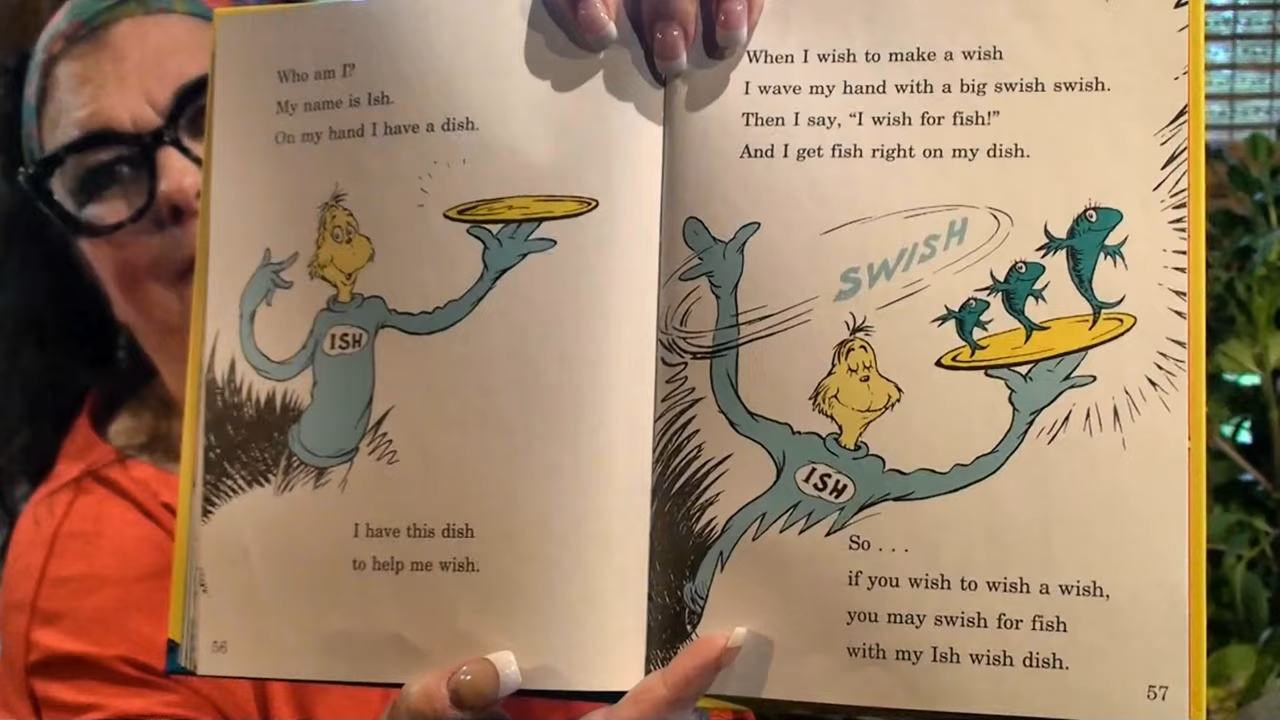 Who am I?
My name is Ish.
On my hand I have a dish.
ISH
I have this dish
to help me wish.
56
When I wish to make a wish
I wave my hand with a big swish swish.
Then I say, “I wish for fish!”
And I get fish right on my dish.
SWISH
ISH
So . . .
if you wish to wish a wish,
you may swish for fish
with my Ish wish dish.
57